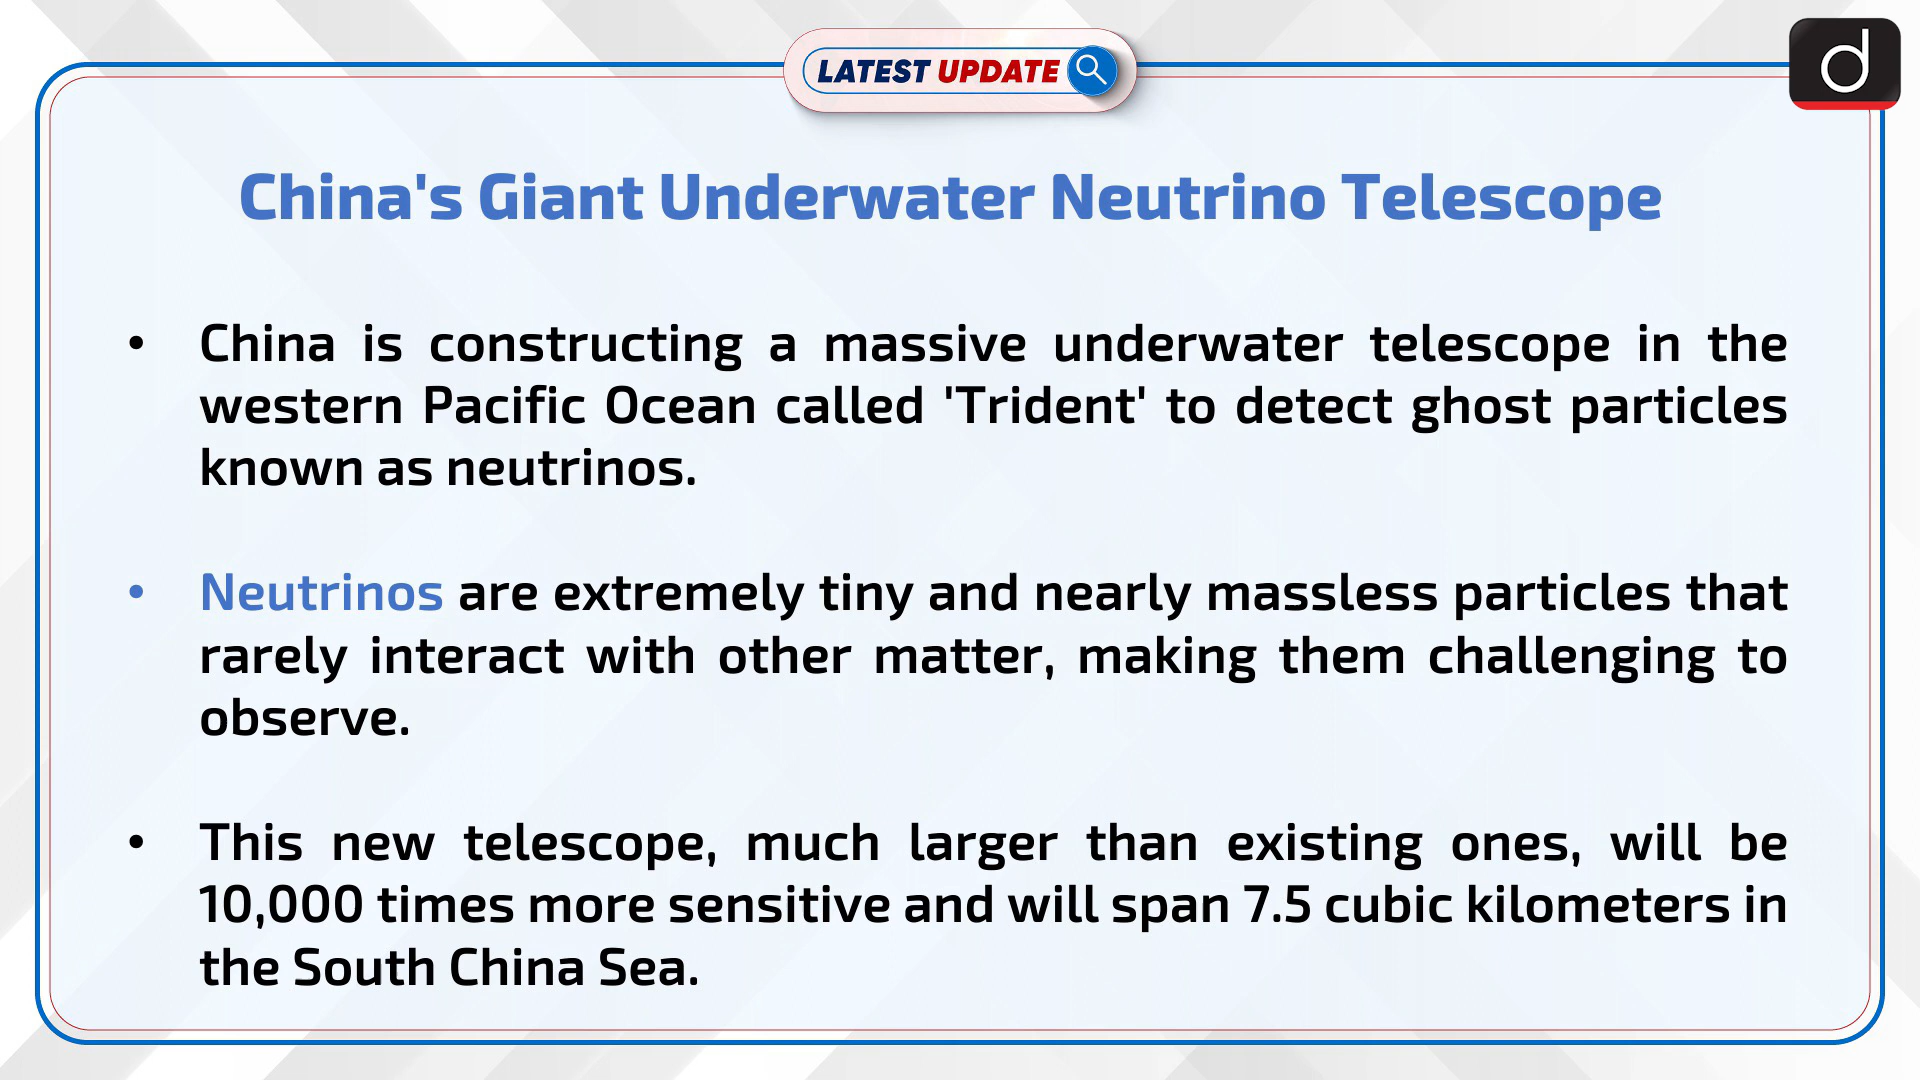 LATEST UPDATE
d
China's Giant Underwater Neutrino Telescope
• China is constructing a massive underwater telescope in the
western Pacific Ocean called 'Trident' to detect ghost particles
known as neutrinos.
• Neutrinos are extremely tiny and nearly massless particles that
rarely interact with other matter, making them challenging to
observe.
• This new telescope, much larger than existing ones, will be
10,000 times more sensitive and will span 7.5 cubic kilometers in
the South China Sea.